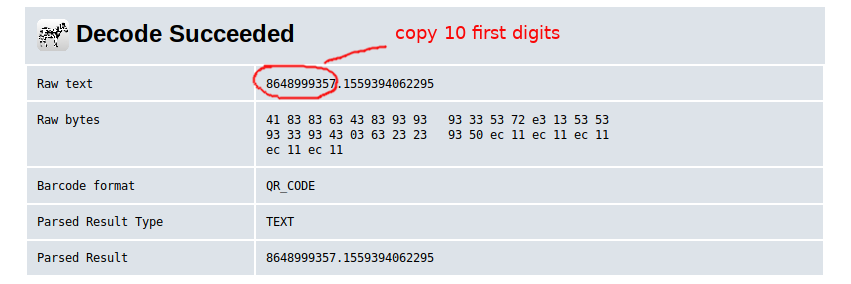 Decode Succeeded
copy 10 first digits
Raw text 8648999357.1559394062295
Raw bytes 41 83 83 63 43 83 93 93 93 33 53 72 e3 13 53 53
93 33 93 43 03 63 23 23 93 50 ec 11 ec 11 ec 11
ec 11 ec 11
Barcode format QR_CODE
Parsed Result Type TEXT
Parsed Result 8648999357.1559394062295